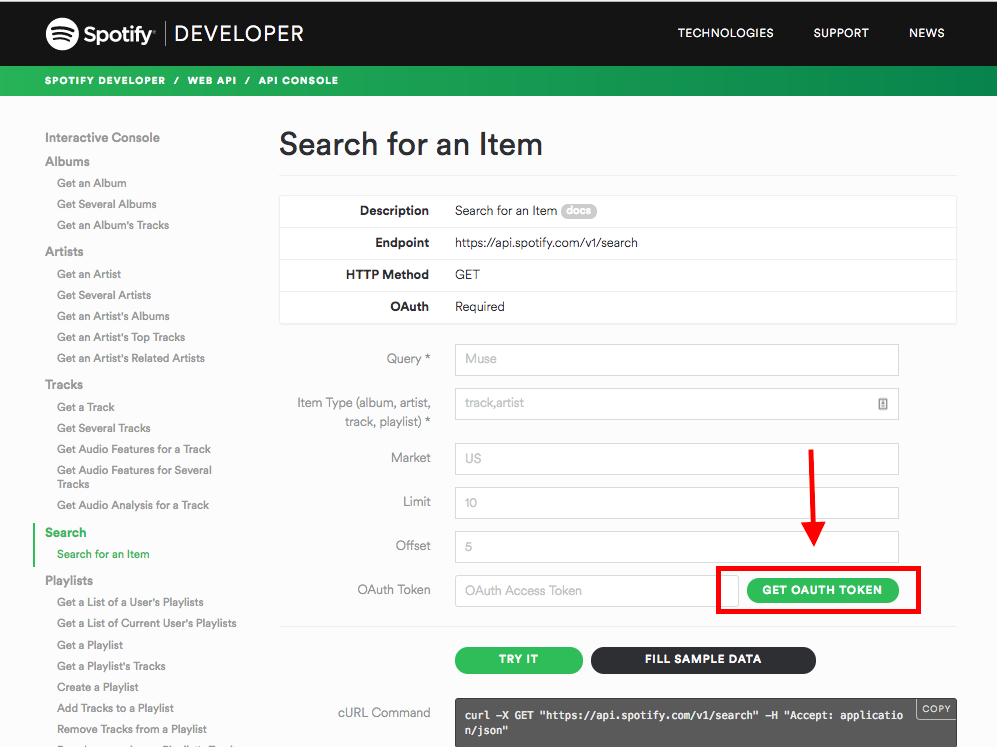 Spotify DEVELOPER
TECHNOLOGIES SUPPORT NEWS
SPOTIFY DEVELOPER / WEB API / API CONSOLE
Interactive Console
Albums
Get an Album
Get Several Albums
Get an Album's Tracks
Artists
Get an Artist
Get Several Artists
Get an Artist's Albums
Get an Artist's Top Tracks
Get an Artist's Related Artists
Tracks
Get a Track
Get Several Tracks
Get Audio Features for a Track
Get Audio Features for Several
Tracks
Get Audio Analysis for a Track
Search
Search for an Item
Playlists
Get a List of a User's Playlists
Get a List of Current User's Playlists
Get a Playlist
Get a Playlist's Tracks
Create a Playlist
Add Tracks to a Playlist
Remove Tracks from a Playlist
Search for an Item
Description Search for an Item docs
Endpoint https://api.spotify.com/v1/search
HTTP Method GET
OAuth Required
Query * Muse
Item Type (album, artist, track,artist
track, playlist) *
Market US
Limit 10
Offset 5
OAuth Token OAuth Access Token GET OAUTH TOKEN
TRY IT FILL SAMPLE DATA
cURL Command
COPY
curl -X GET "https://api.spotify.com/v1/search" -H "Accept: applicatio
n/json"